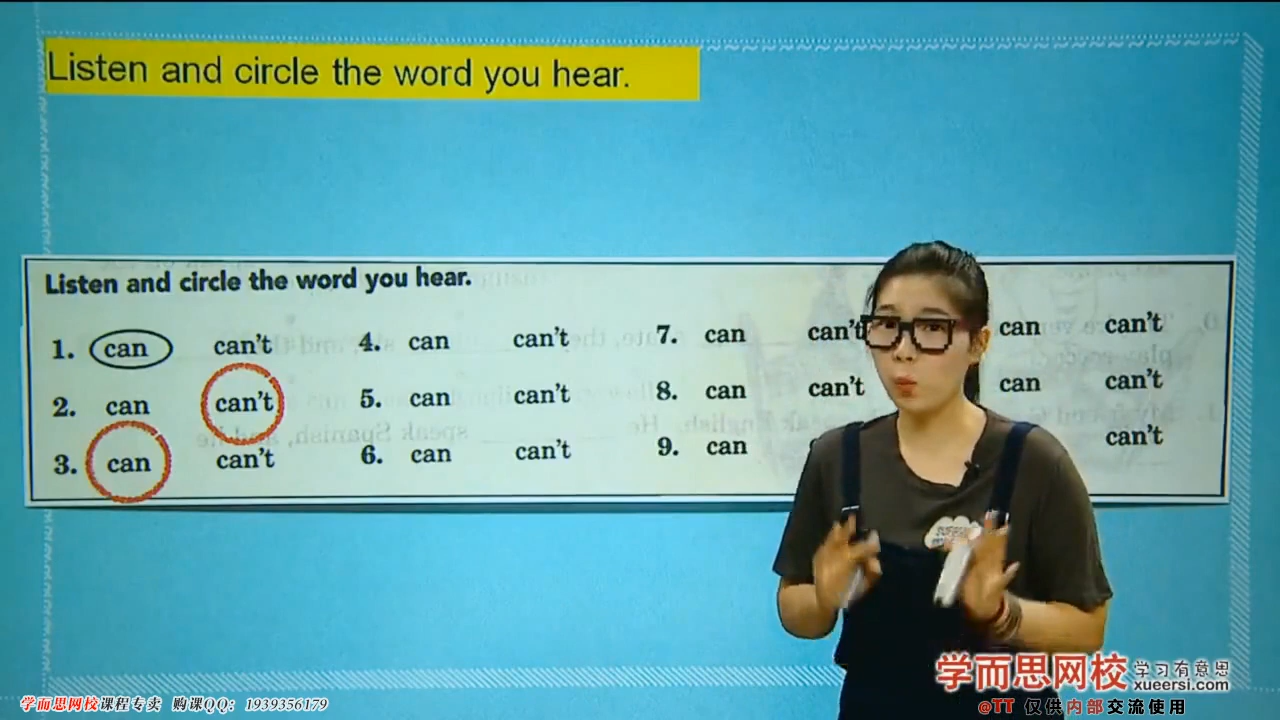 Listen and circle the word you hear.
Listen and circle the word you hear.
1. can can't 4. can can't 7. can can't can can't
2. can can't 5. can can't 8. can can't can can't
3. can can't 6. can can't 9. can can't
学而思网校 学习有意思
xueersi.com
学而思网校课程专卖 购课QQ：1939356179
@TT 仅供内部交流使用